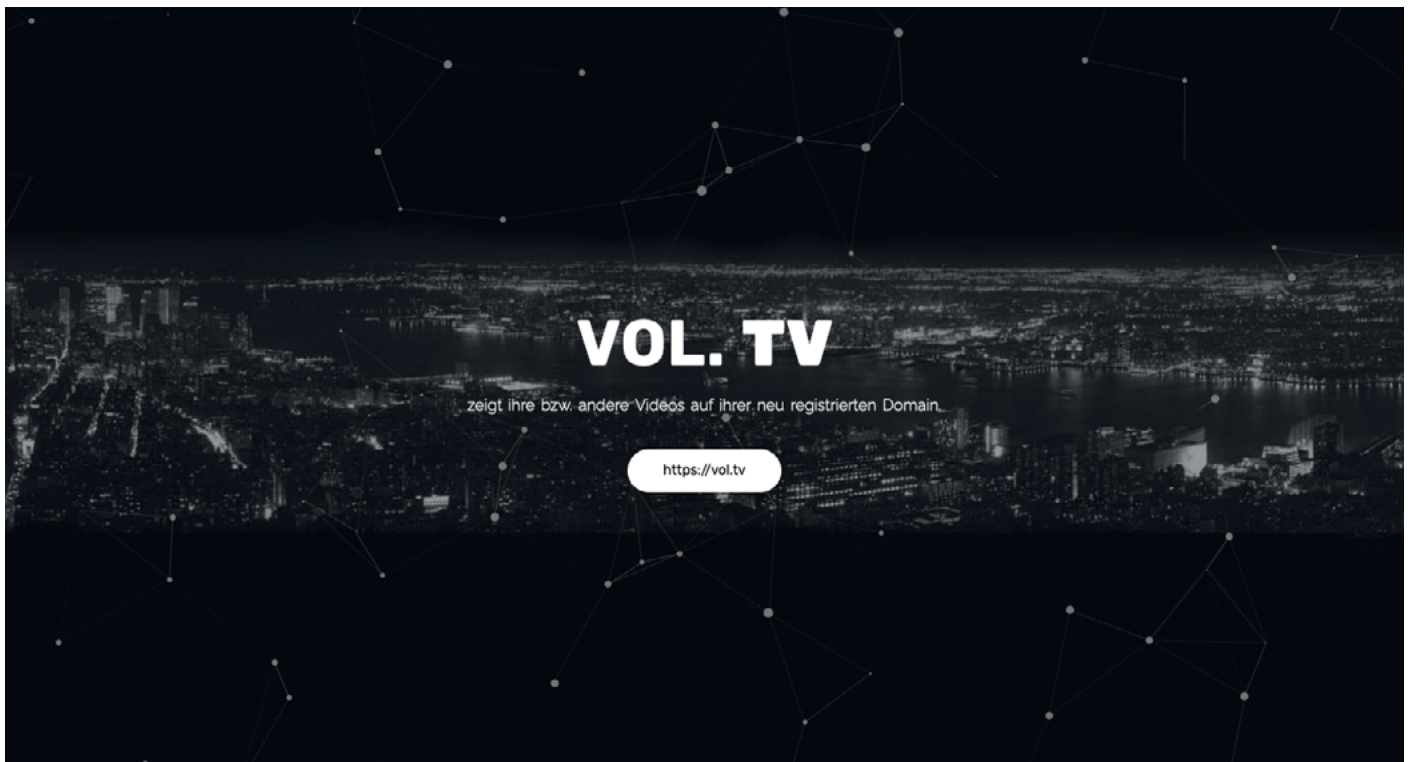 VOL. TV
zeigt ihre bzw. andere Videos auf ihrer neu registrierten Domain.
https://vol.tv